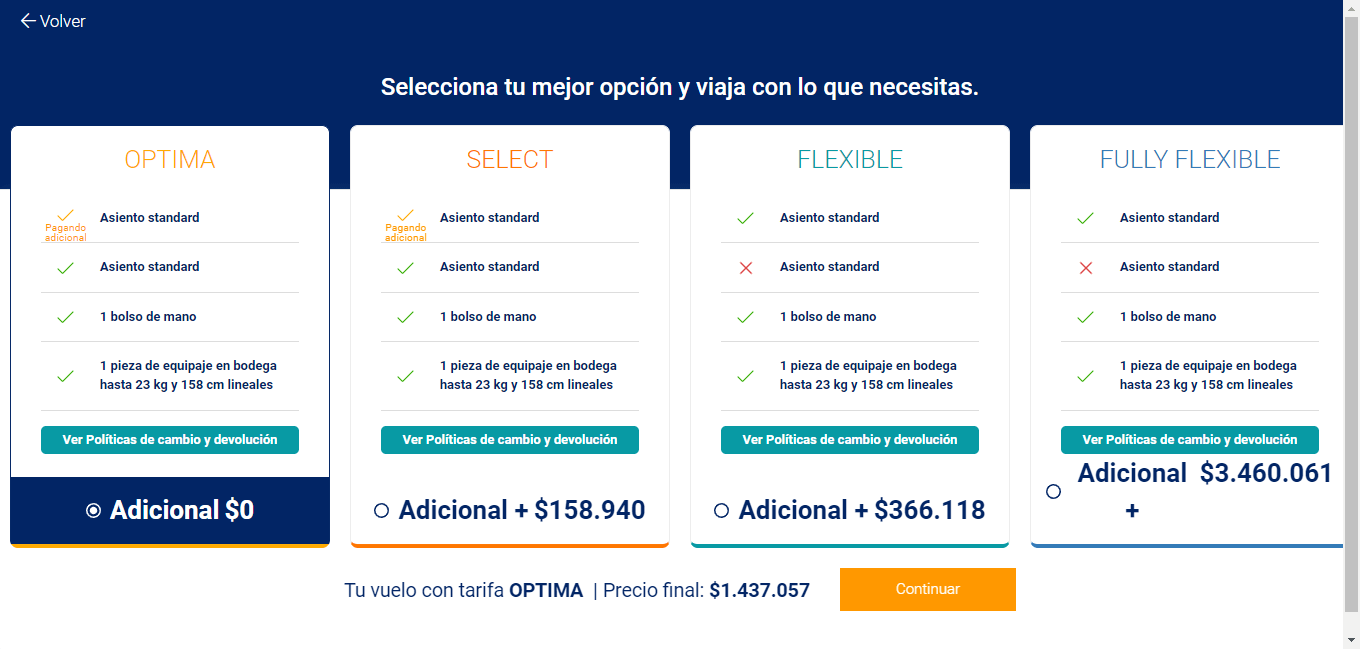 Volver
Selecciona tu mejor opción y viaja con lo que necesitas.
OPTIMA
Pagando
adicional
Asiento standard
Asiento standard
1 bolso de mano
1 pieza de equipaje en bodega
hasta 23 kg y 158 cm lineales
Ver Políticas de cambio y devolución
Adicional $0
SELECT
Pagando
adicional
Asiento standard
Asiento standard
1 bolso de mano
1 pieza de equipaje en bodega
hasta 23 kg y 158 cm lineales
Ver Políticas de cambio y devolución
Adicional + $158.940
FLEXIBLE
Asiento standard
Asiento standard
1 bolso de mano
1 pieza de equipaje en bodega
hasta 23 kg y 158 cm lineales
Ver Políticas de cambio y devolución
Adicional + $366.118
FULLY FLEXIBLE
Asiento standard
Asiento standard
1 bolso de mano
1 pieza de equipaje en bodega
hasta 23 kg y 158 cm lineales
Ver Políticas de cambio y devolución
Adicional $3.460.061
+
Tu vuelo con tarifa OPTIMA | Precio final: $1.437.057
Continuar